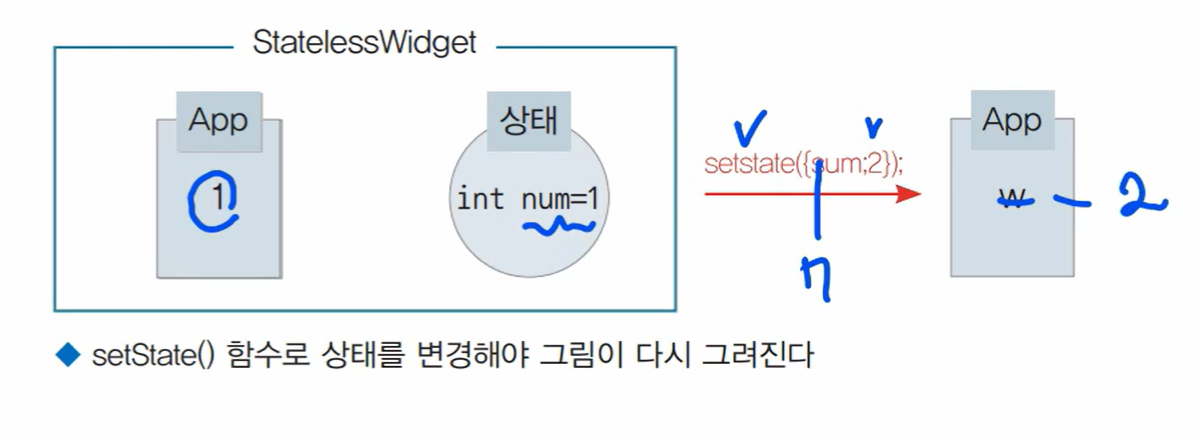 StatelessWidget
App
상태
App
setstate({sum;2});
1
int num=1
w
2
n
◆ setState() 함수로 상태를 변경해야 그림이 다시 그려진다